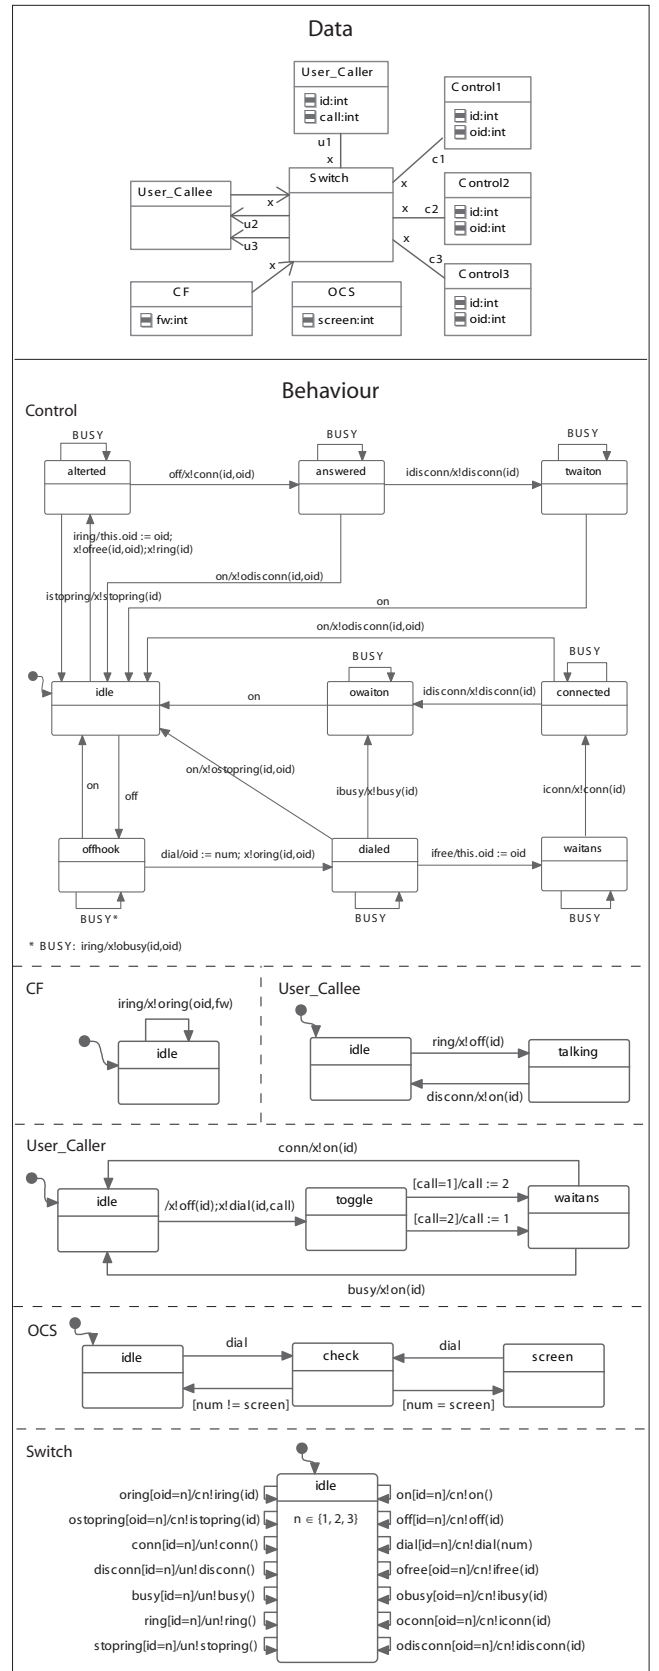 Data
User_Caller
id:int
call:int
Control1
id:int
oid:int
u1
x
c1
x
Switch
User_Callee
x
u2
u3
x
c2
Control2
id:int
oid:int
x
c3
x
Control3
id:int
oid:int
CF
fw:int
OCS
screen:int
Behaviour
Control
BUSY
BUSY
BUSY
alterted
off/x!conn(id,oid)
answered
idisconn/x!disconn(id)
twaiton
iring/this.oid := oid;
x!ofree(id,oid);x!ring(id)
on/x!odisconn(id,oid)
istopring/x!stopring(id)
on
on/x!odisconn(id,oid)
BUSY
BUSY
idle
on
owaiton
idisconn/x!disconn(id)
connected
on/x!ostopring(id,oid)
on
off
ibusy/x!busy(id)
iconn/x!conn(id)
offhook
dial/oid := num; x!oring(id,oid)
dialed
ifree/this.oid := oid
waitans
BUSY*
BUSY
BUSY
* BUSY: iring/x!obusy(id,oid)
CF
iring/x!oring(oid,fw)
idle
User_Callee
idle
ring/x!off(id)
talking
disconn/x!on(id)
User_Caller
conn/x!on(id)
idle
/x!off(id);x!dial(id,call)
toggle
[call=1]/call := 2
[call=2]/call := 1
waitans
busy/x!on(id)
OCS
idle
dial
check
dial
screen
[num != screen]
[num = screen]
Switch
idle
n ∈ {1, 2, 3}
oring[oid=n]/cn!iring(id)
ostopring[oid=n]/cn!istopring(id)
conn[id=n]/un!conn()
disconn[id=n]/un!disconn()
busy[id=n]/un!busy()
ring[id=n]/un!ring()
stopring[id=n]/un!stopring()
on[id=n]/cn!on()
off[id=n]/cn!off(id)
dial[id=n]/cn!dial(num)
ofree[oid=n]/cn!ifree(id)
obusy[oid=n]/cn!ibusy(id)
oconn[oid=n]/cn!iconn(id)
odisconn[oid=n]/cn!idisconn(id)